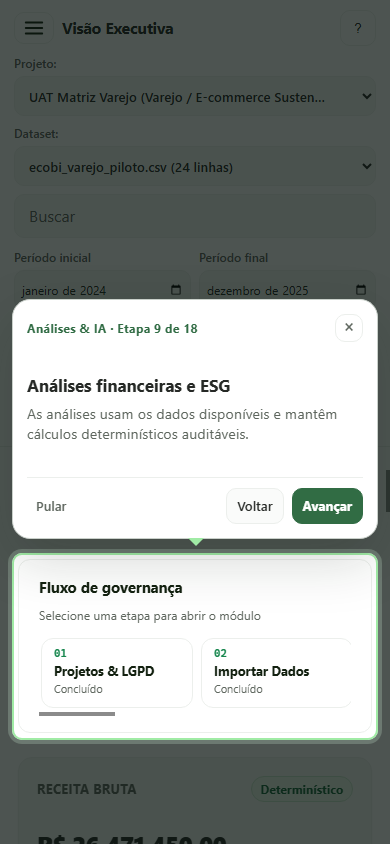 Visão Executiva
?
Projeto:
UAT Matriz Varejo (Varejo / E-commerce Susten...
Dataset:
ecobi_varejo_piloto.csv (24 linhas)
Buscar
Período inicial
Período final
janeiro de 2024
dezembro de 2025
Análises & IA · Etapa 9 de 18
×
Análises financeiras e ESG
As análises usam os dados disponíveis e mantêm
cálculos determinísticos auditáveis.
Pular
Voltar
Avançar
Fluxo de governança
Selecione uma etapa para abrir o módulo
01
Projetos & LGPD
Concluído
02
Importar Dados
Concluído
RECEITA BRUTA
Determinístico